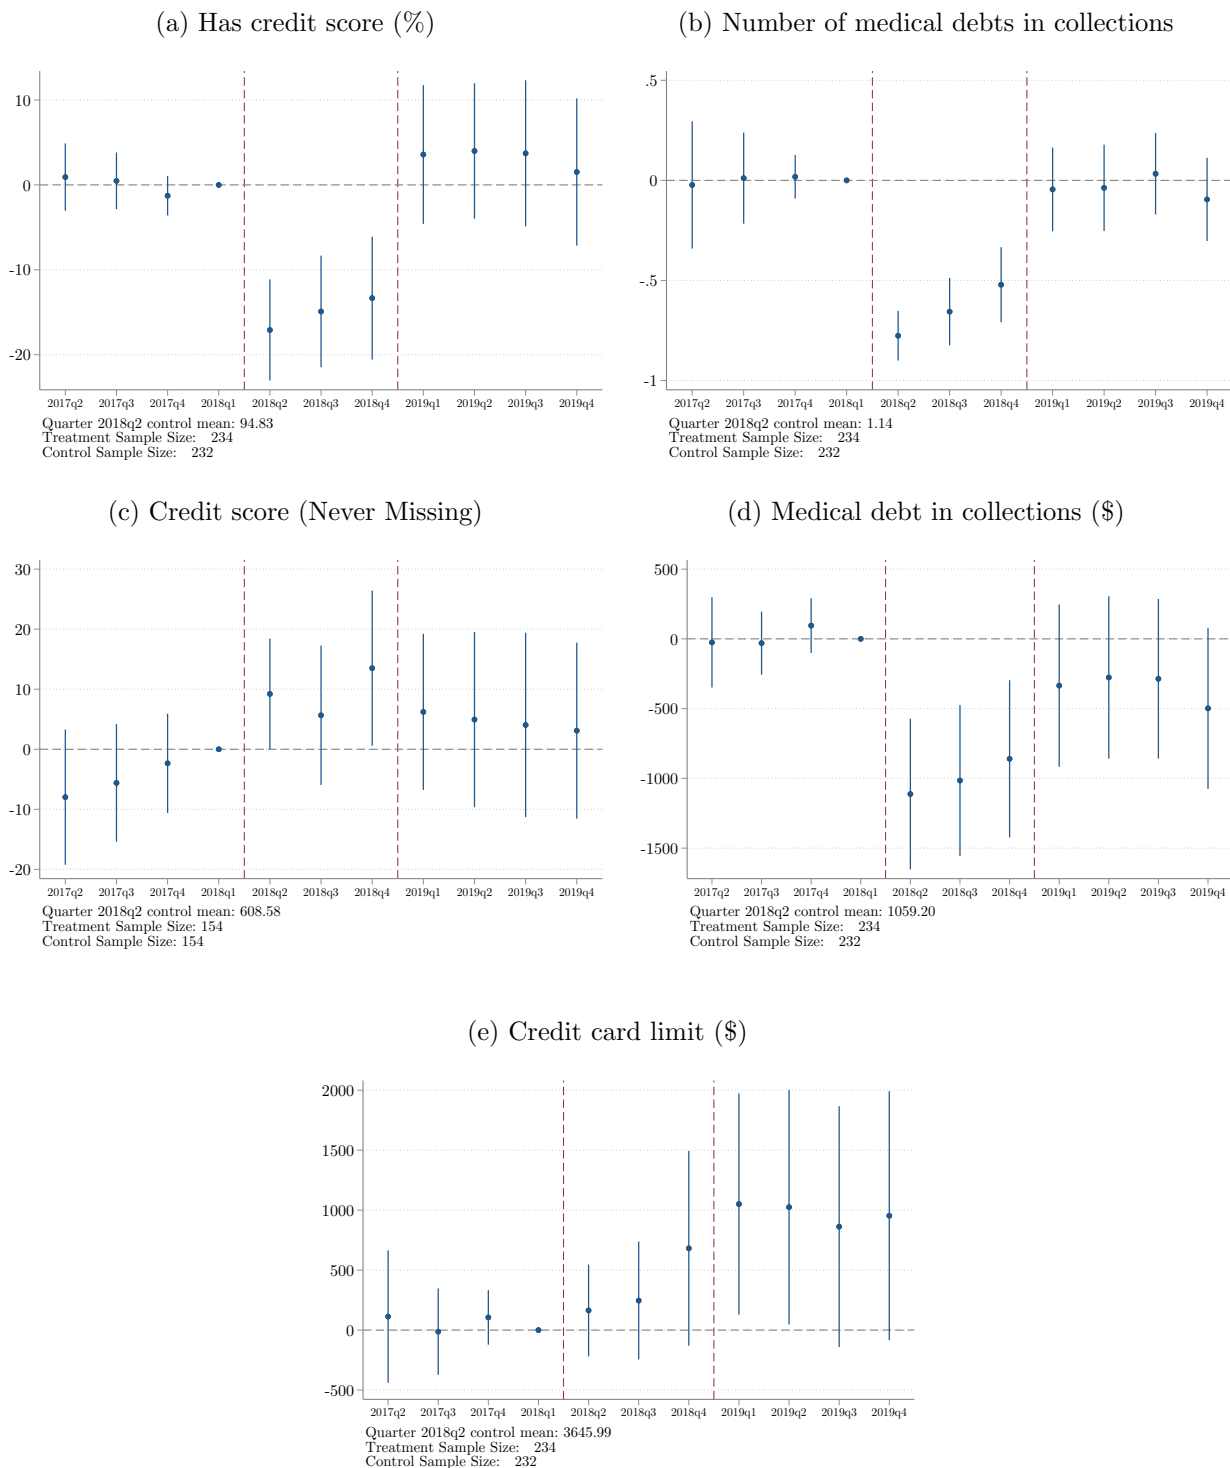 (a) Has credit score (%)
10
0
-10
-20
2017q2 2017q3 2017q4 2018q1 2018q2 2018q3 2018q4 2019q1 2019q2 2019q3 2019q4
Quarter 2018q2 control mean: 94.83
Treatment Sample Size: 234
Control Sample Size: 232
(b) Number of medical debts in collections
.5
0
-.5
-1
2017q2 2017q3 2017q4 2018q1 2018q2 2018q3 2018q4 2019q1 2019q2 2019q3 2019q4
Quarter 2018q2 control mean: 1.14
Treatment Sample Size: 234
Control Sample Size: 232
(c) Credit score (Never Missing)
30
20
10
0
-10
-20
2017q2 2017q3 2017q4 2018q1 2018q2 2018q3 2018q4 2019q1 2019q2 2019q3 2019q4
Quarter 2018q2 control mean: 608.58
Treatment Sample Size: 154
Control Sample Size: 154
(d) Medical debt in collections ($)
500
0
-500
-1000
-1500
2017q2 2017q3 2017q4 2018q1 2018q2 2018q3 2018q4 2019q1 2019q2 2019q3 2019q4
Quarter 2018q2 control mean: 1059.20
Treatment Sample Size: 234
Control Sample Size: 232
(e) Credit card limit ($)
2000
1500
1000
500
0
-500
2017q2 2017q3 2017q4 2018q1 2018q2 2018q3 2018q4 2019q1 2019q2 2019q3 2019q4
Quarter 2018q2 control mean: 3645.99
Treatment Sample Size: 234
Control Sample Size: 232